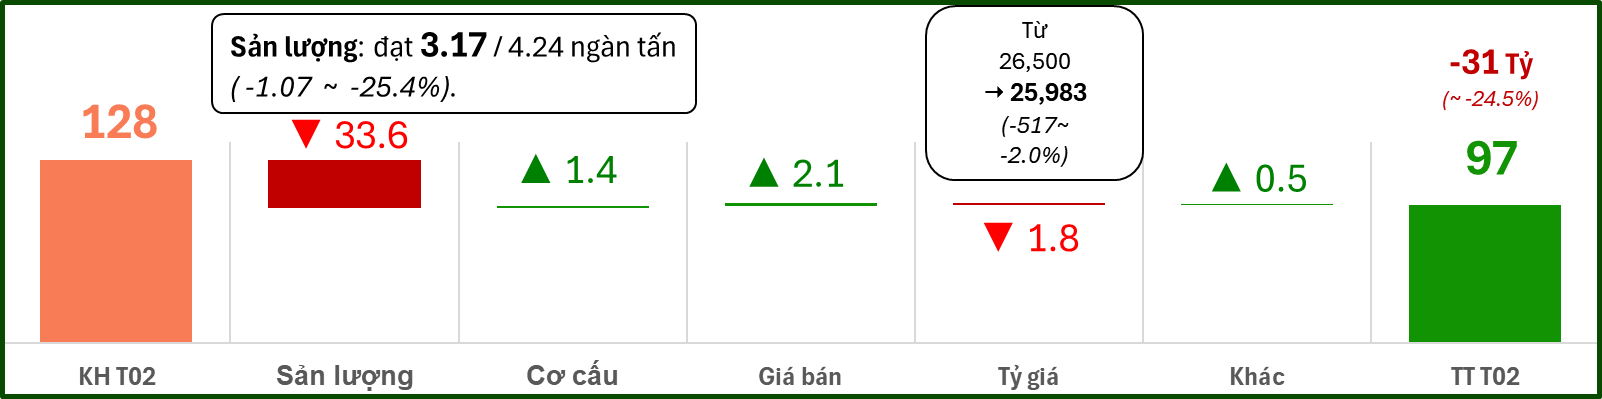 Sản lượng: đạt 3.17 / 4.24 ngàn tấn
( -1.07 ~ -25.4%).
Từ
26,500
→ 25,983
(-517~
-2.0%)
-31 Tỷ
(~ -24.5%)
128
▼ 33.6
▲ 1.4
▲ 2.1
▼ 1.8
▲ 0.5
97
KH T02
Sản lượng
Cơ cấu
Giá bán
Tỷ giá
Khác
TT T02